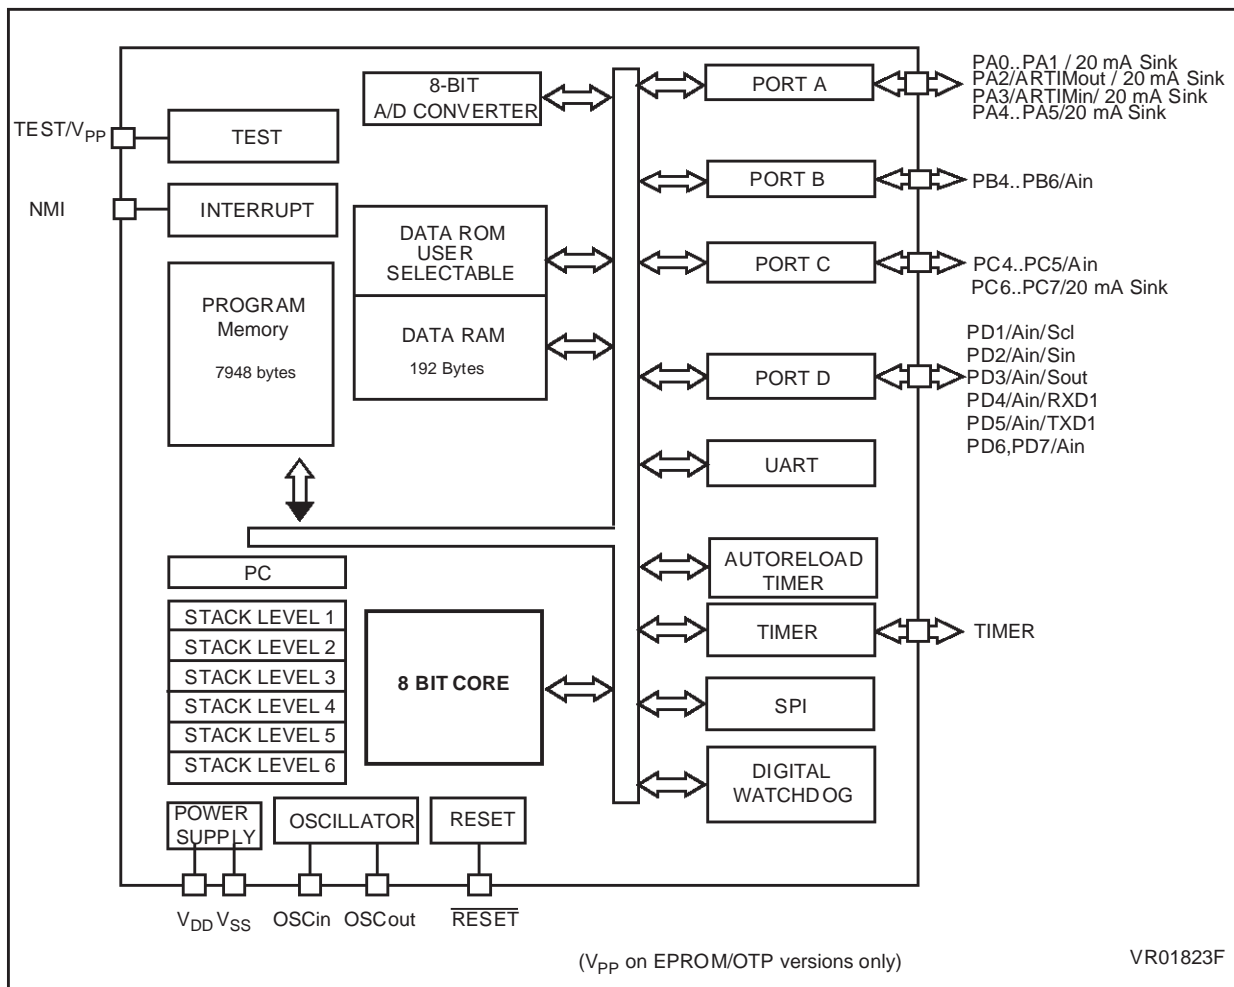 8-BIT
A/D CONVERTER
PORT A
PA0..PA1 / 20 mA Sink
PA2/ARTIMout / 20 mA Sink
PA3/ARTIMin/ 20 mA Sink
PA4..PA5/20 mA Sink
TEST/VPP
TEST
PORT B
PB4..PB6/Ain
NMI
INTERRUPT
DATA ROM
USER
SELECTABLE
PORT C
PC4..PC5/Ain
PC6..PC7/20 mA Sink
PROGRAM
Memory
7948 bytes
DATA RAM
192 Bytes
PORT D
PD1/Ain/Scl
PD2/Ain/Sin
PD3/Ain/Sout
PD4/Ain/RXD1
PD5/Ain/TXD1
PD6,PD7/Ain
UART
PC
AUTORELOAD
TIMER
STACK LEVEL 1
STACK LEVEL 2
STACK LEVEL 3
STACK LEVEL 4
STACK LEVEL 5
STACK LEVEL 6
8 BIT CORE
TIMER
TIMER
SPI
DIGITAL
WATCHDOG
POWER
SUPPLY
OSCILLATOR
RESET
VDD VSS OSCin OSCout RESET
(VPP on EPROM/OTP versions only)
VR01823F